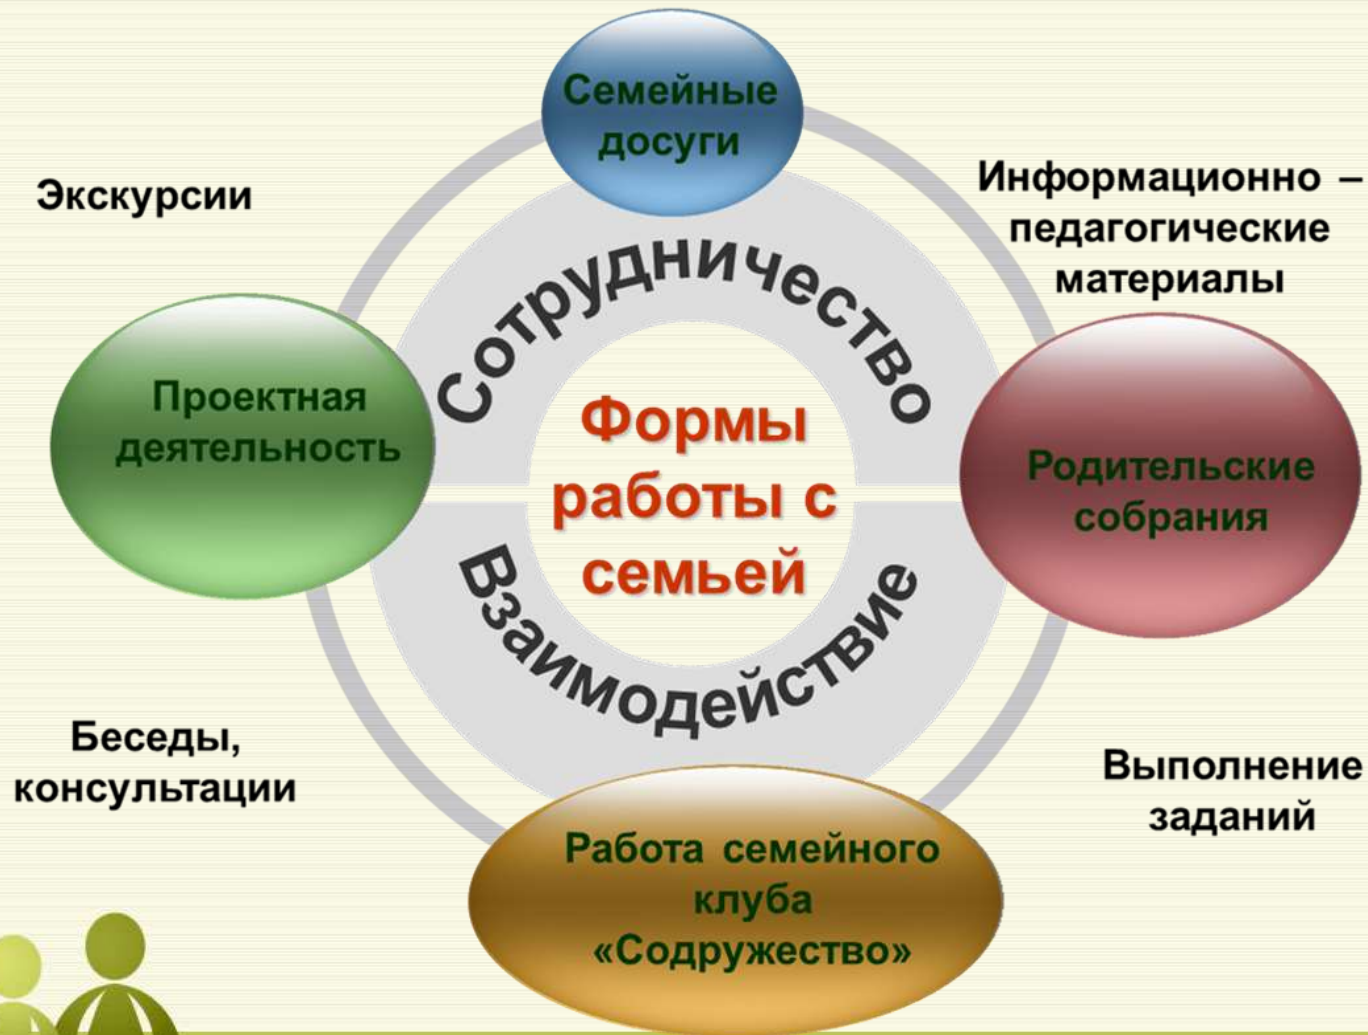 Семейные
досуги
Экскурсии
Информационно –
педагогические
материалы
Сотрудничество
Проектная
деятельность
Формы
работы с
семьей
Родительские
собрания
Взаимодействие
Беседы,
консультации
Выполнение
заданий
Работа семейного
клуба
«Содружество»